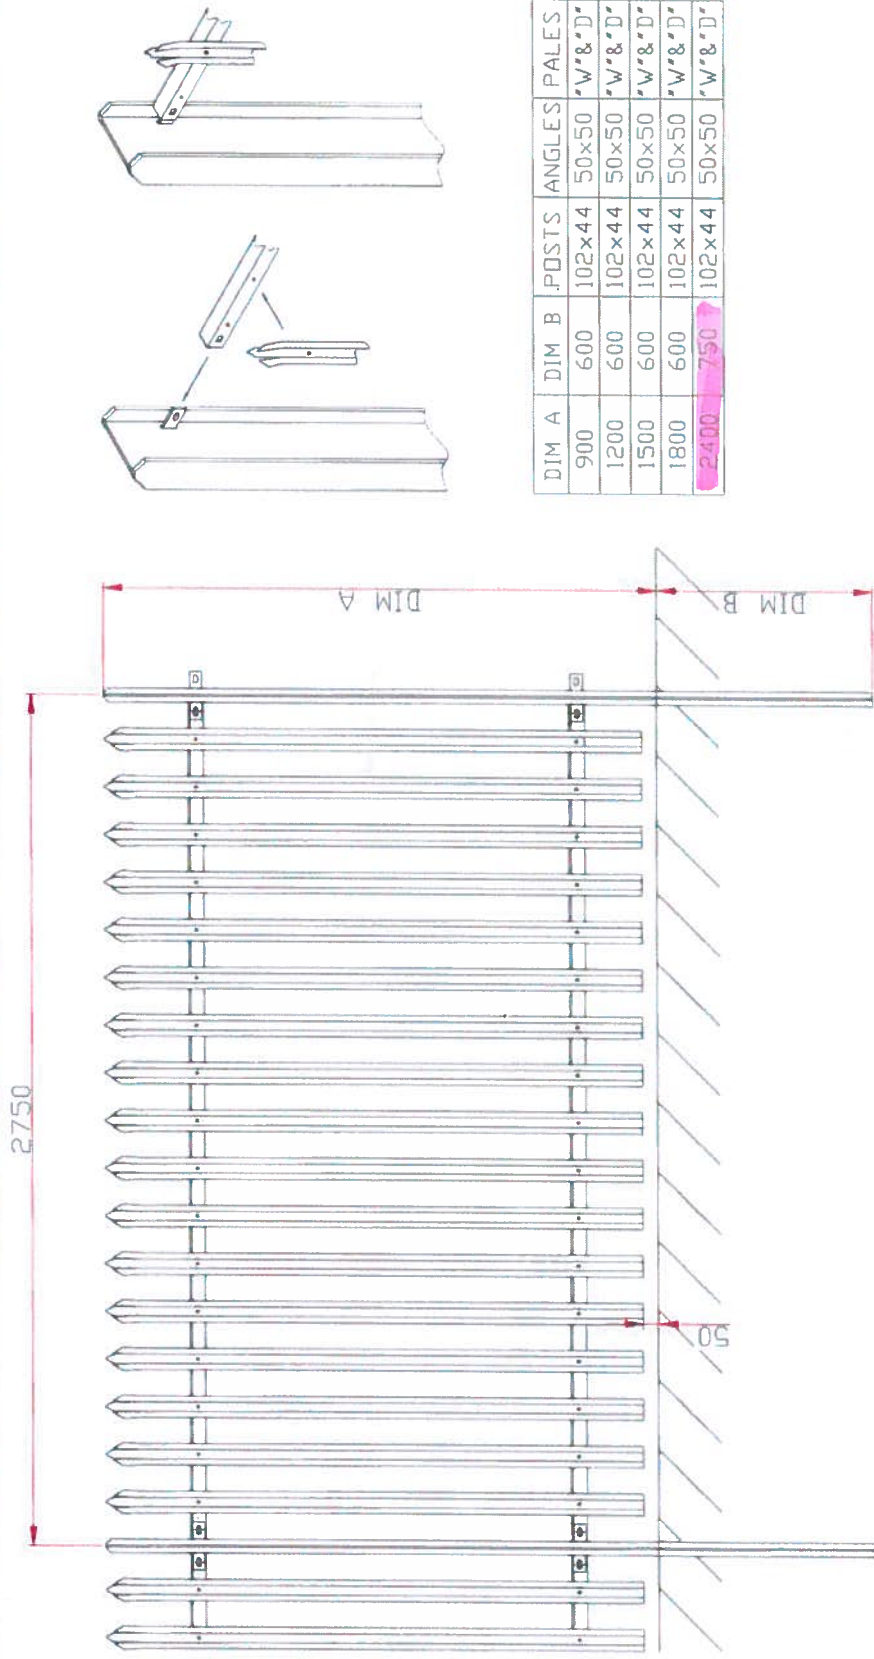 2750
DIM A
DIM B
50
DIM A DIM B POSTS ANGLES PALES
900 600 102x44 50x50 "W"&"D"
1200 600 102x44 50x50 "W"&"D"
1500 600 102x44 50x50 "W"&"D"
1800 600 102x44 50x50 "W"&"D"
2400 750 102x44 50x50 "W"&"D"